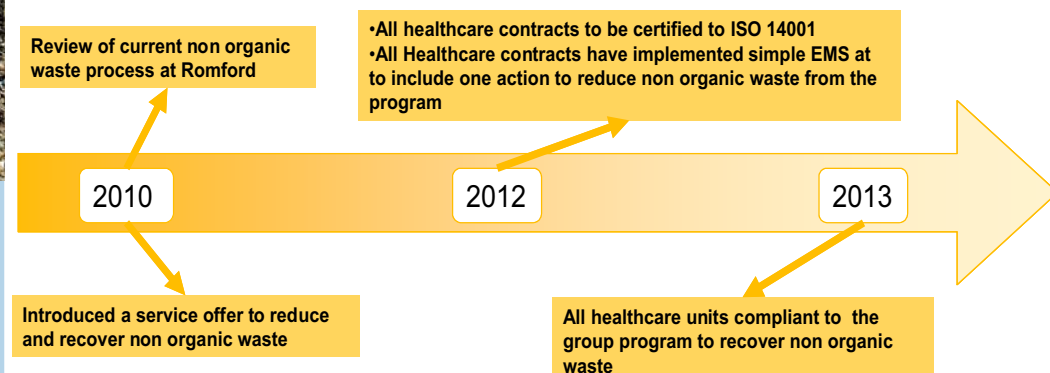 Review of current non organic
waste process at Romford
•All healthcare contracts to be certified to ISO 14001
•All Healthcare contracts have implemented simple EMS at
to include one action to reduce non organic waste from the
program
2010
2012
2013
Introduced a service offer to reduce
and recover non organic waste
All healthcare units compliant to the
group program to recover non organic
waste